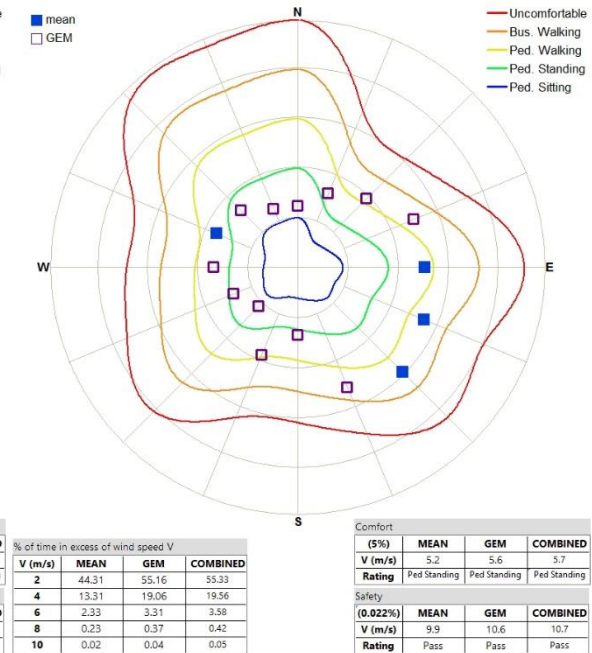 mean
GEM
N
Uncomfortable
Bus. Walking
Ped. Walking
Ped. Standing
Ped. Sitting
W
E
S
% of time in excess of wind speed V
V (m/s) MEAN GEM COMBINED
2 44.31 55.16 55.33
4 13.31 19.06 19.56
6 2.33 3.31 3.58
8 0.23 0.37 0.42
10 0.02 0.04 0.05
Comfort
(5%) MEAN GEM COMBINED
V (m/s) 5.2 5.6 5.7
Rating Ped Standing Ped Standing Ped Standing
Safety
(0.022%) MEAN GEM COMBINED
V (m/s) 9.9 10.6 10.7
Rating Pass Pass Pass